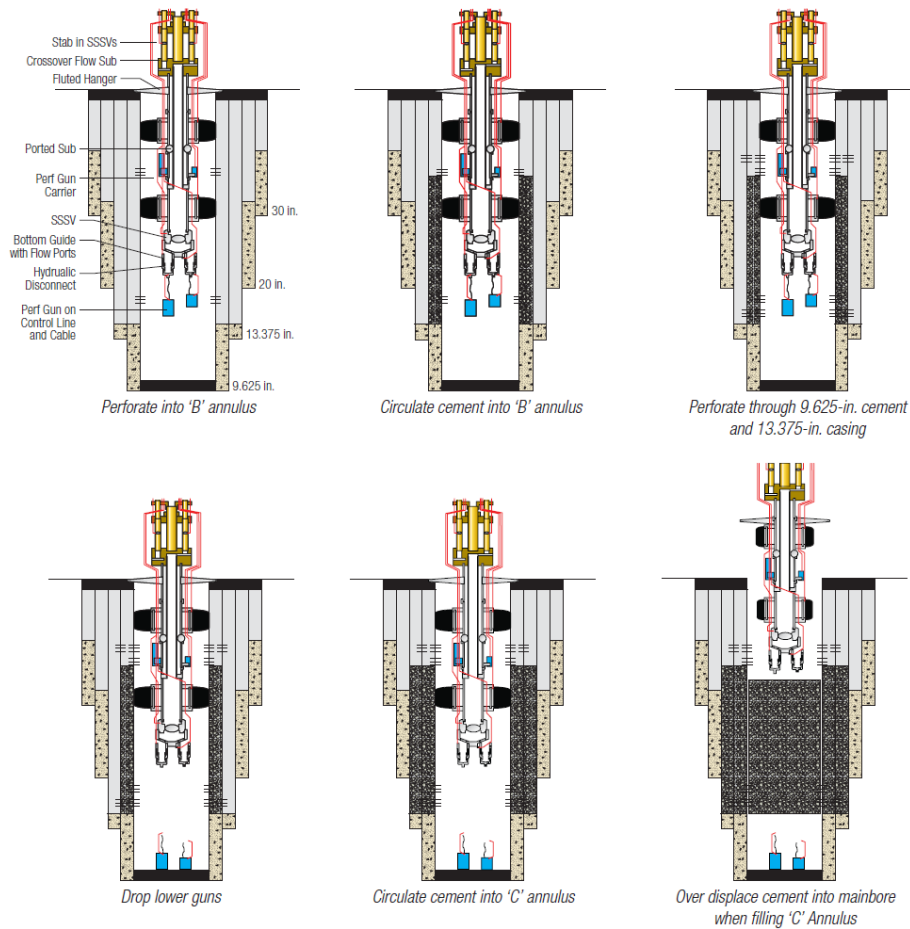 Stab in SSSVs
Crossover Flow Sub
Fluted Hanger
Ported Sub
Perf Gun
Carrier
30 in.
SSSV
Bottom Guide
with Flow Ports
Hydrualic
Disconnect
20 in.
Perf Gun on
Control Line
and Cable
13.375 in.
9.625 in.
Perforate into ‘B’ annulus
Circulate cement into ‘B’ annulus
Perforate through 9.625-in. cement
and 13.375-in. casing
Drop lower guns
Circulate cement into ‘C’ annulus
Over displace cement into mainbore
when filling ‘C’ Annulus